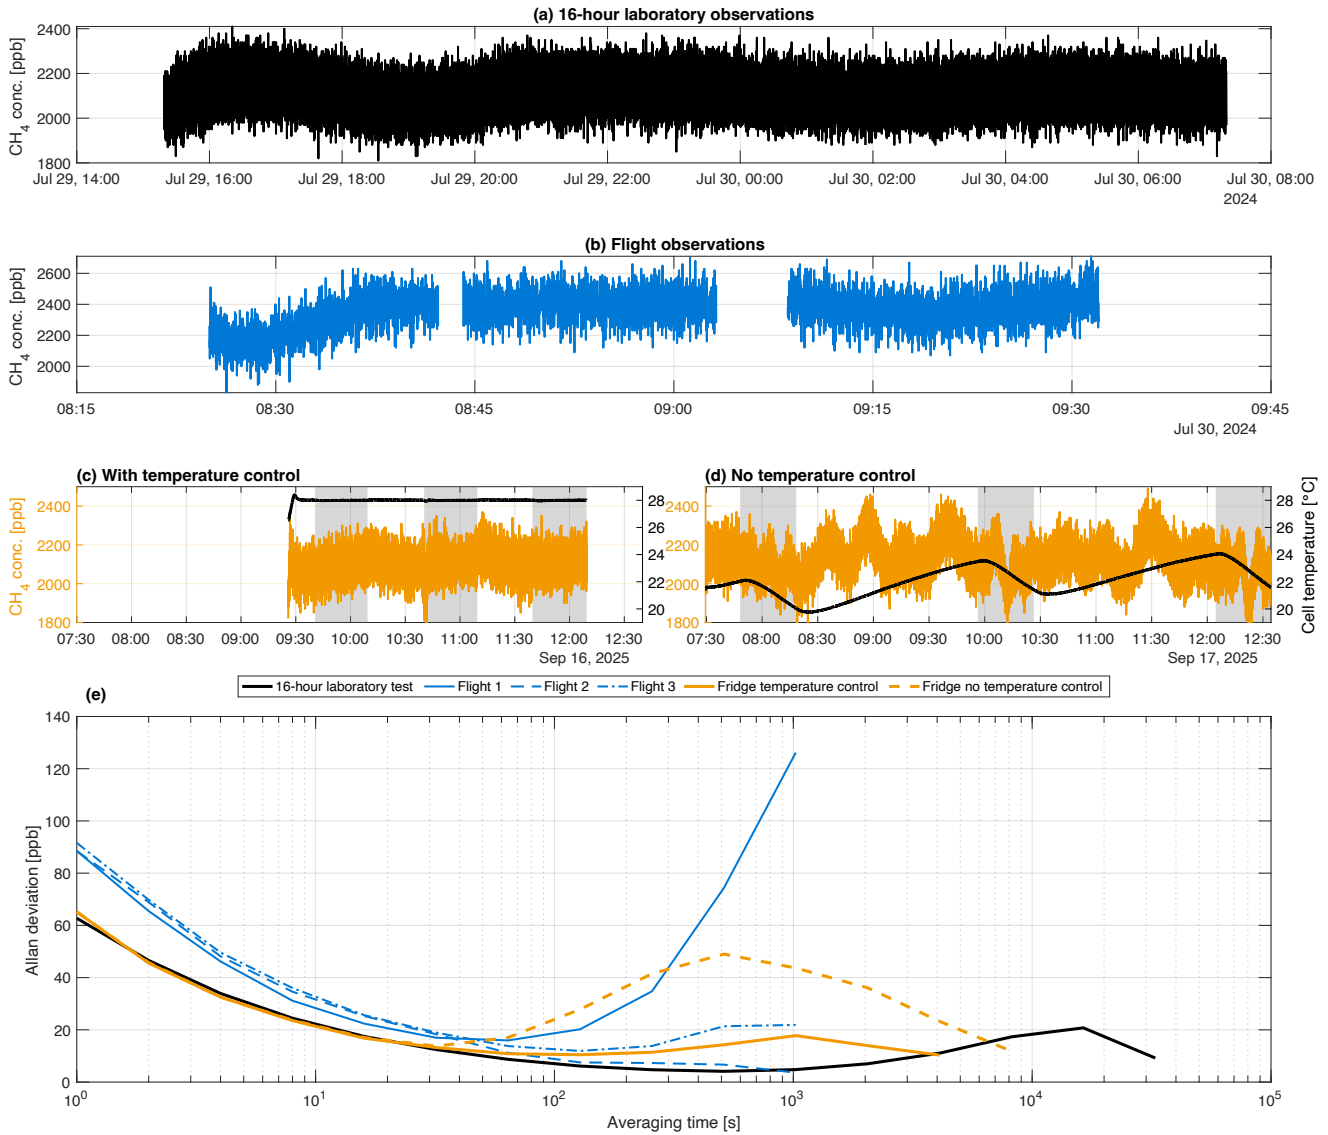 (a) 16-hour laboratory observations
CH4 conc. [ppb]
2400
2200
2000
1800
Jul 29, 14:00 Jul 29, 16:00 Jul 29, 18:00 Jul 29, 20:00 Jul 29, 22:00 Jul 30, 00:00 Jul 30, 02:00 Jul 30, 04:00 Jul 30, 06:00 Jul 30, 08:00
2024
(b) Flight observations
CH4 conc. [ppb]
2600
2400
2200
2000
08:15 08:30 08:45 09:00 09:15 09:30 09:45
Jul 30, 2024
(c) With temperature control
CH4 conc. [ppb]
2400
2200
2000
1800
28
26
24
22
20
07:30 08:00 08:30 09:00 09:30 10:00 10:30 11:00 11:30 12:00 12:30
Sep 16, 2025
(d) No temperature control
2400
2200
2000
1800
28
26
24
22
20
Cell temperature [°C]
07:30 08:00 08:30 09:00 09:30 10:00 10:30 11:00 11:30 12:00 12:30
Sep 17, 2025
16-hour laboratory test Flight 1 Flight 2 Flight 3 Fridge temperature control Fridge no temperature control
(e)
Allan deviation [ppb]
140
120
100
80
60
40
20
0
10^0 10^1 10^2 10^3 10^4 10^5
Averaging time [s]